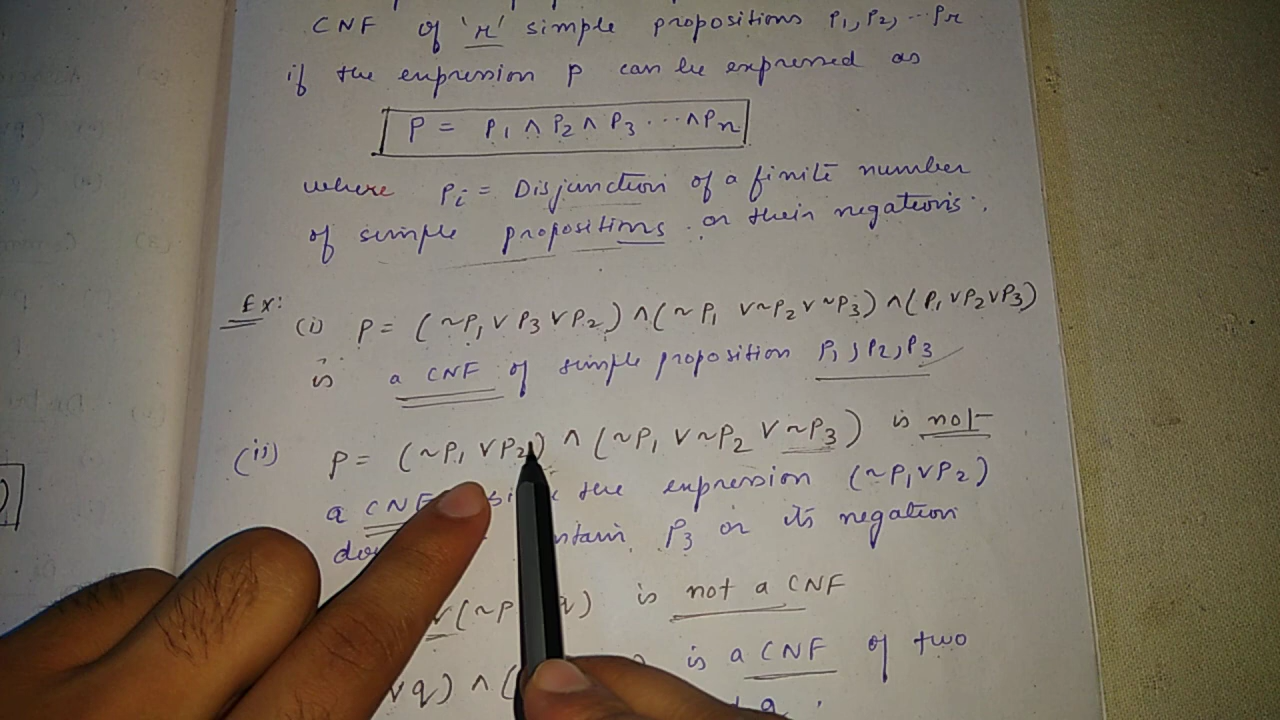 CNF of 'r' simple propositions P1, P2, ... Pr
if the expression p can be expressed as
P = P1 ∧ P2 ∧ P3 ... ∧ Pn
where Pi = Disjunction of a finite number
of simple propositions or their negations.
Ex:
(i) P = (~P1 ∨ P3 ∨ P2) ∧ (~P1 ∨ ~P2 ∨ ~P3) ∧ (P1 ∨ P2 ∨ P3)
is a CNF of simple proposition P1, P2, P3
(ii) P = (~P1 ∨ P2) ∧ (~P1 ∨ ~P2 ∨ ~P3) is not
a CNF the expression (~P1 ∨ P2)
P3 or its negation
∨ (~p q) is not a CNF
∨ q) ∧ ( is a CNF of two
q.